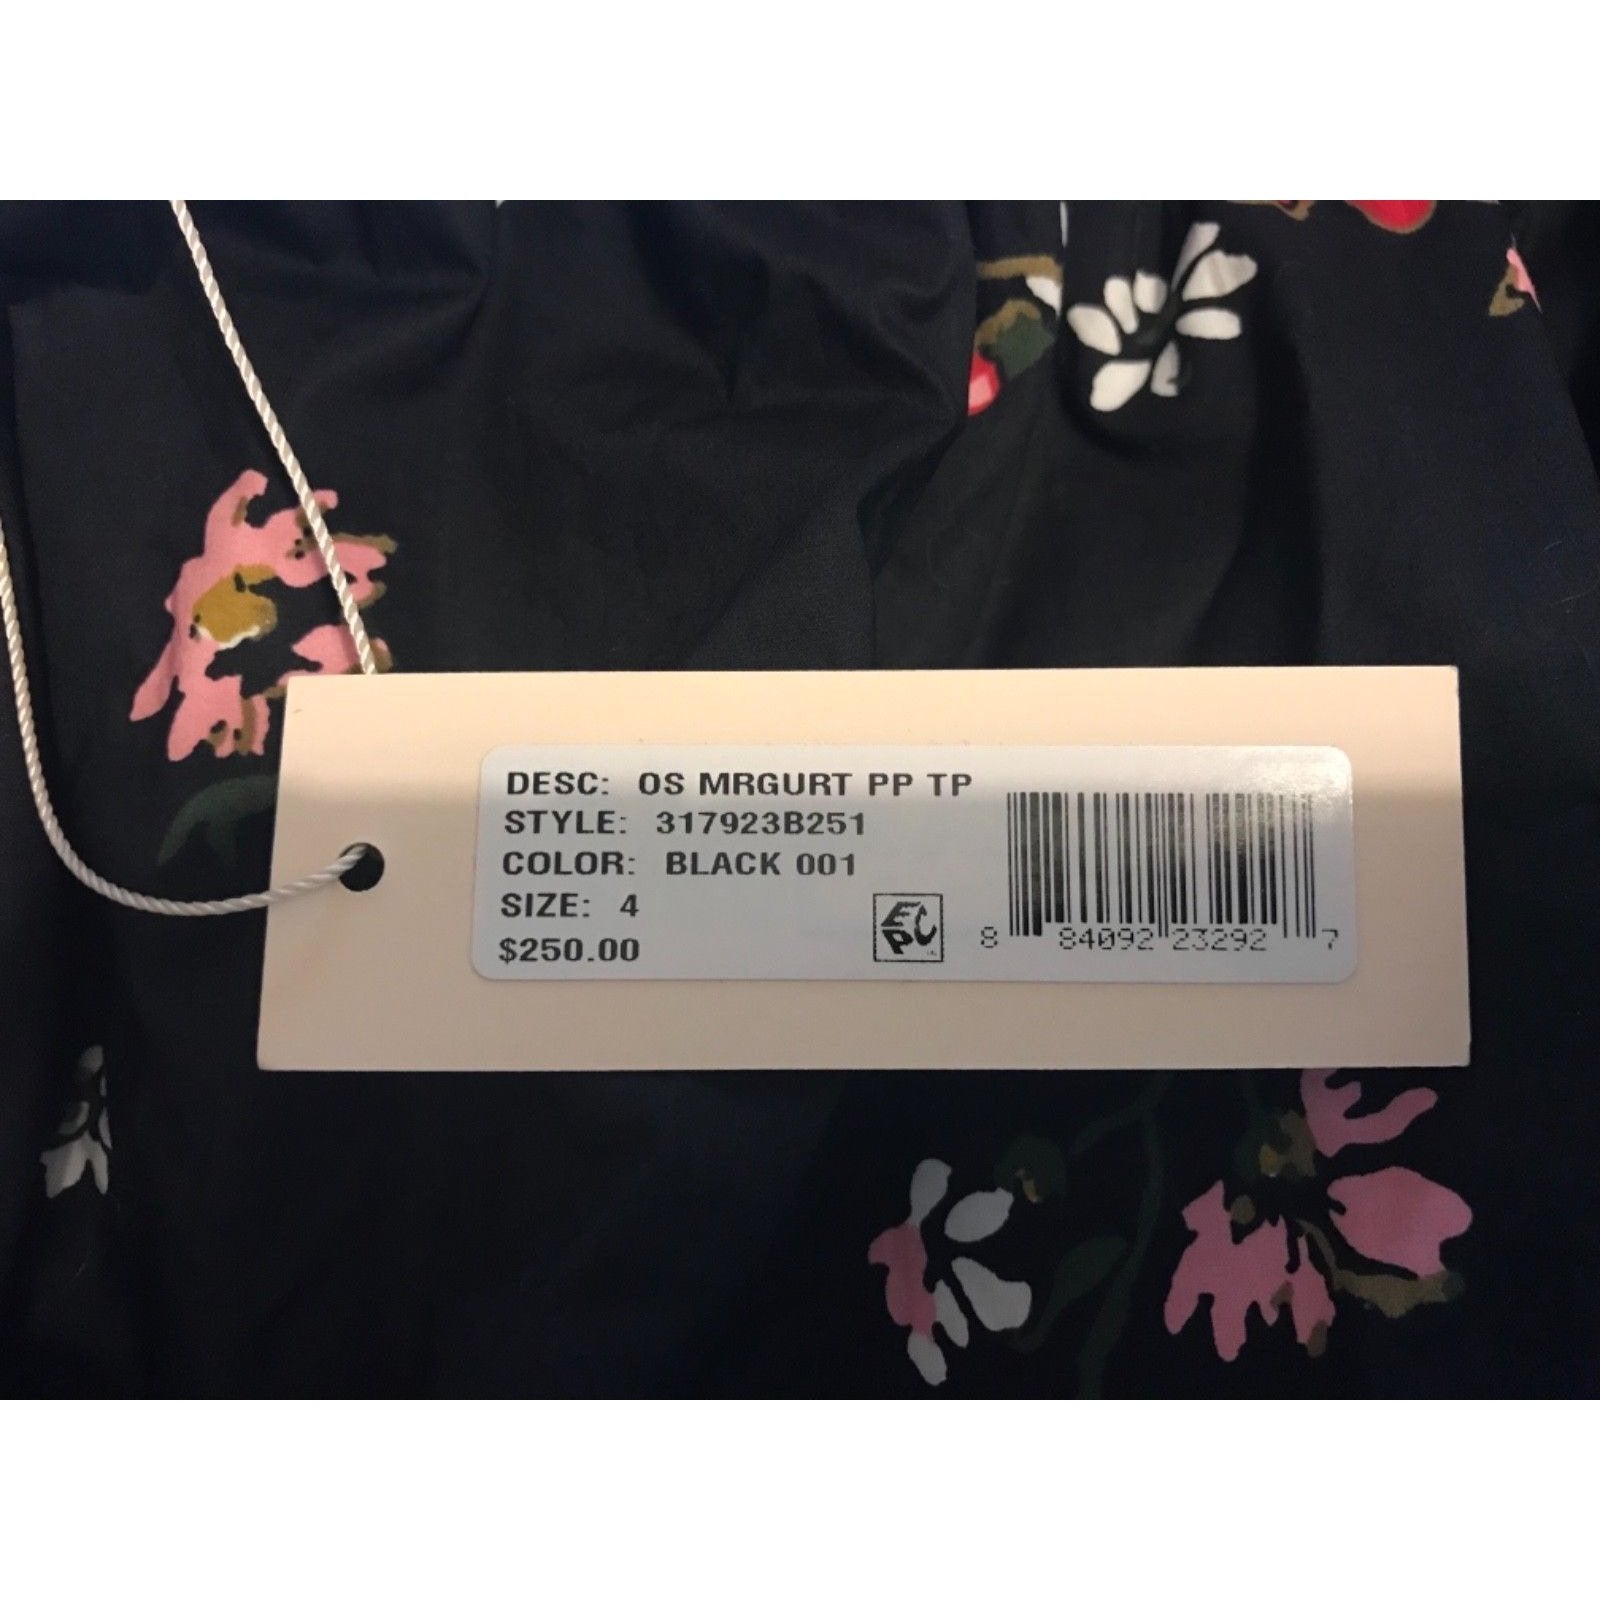 DESC: OS MRGURT PP TP
STYLE: 317923B251
COLOR: BLACK 001
SIZE: 4
$250.00
EPC
8 84092 23292 7